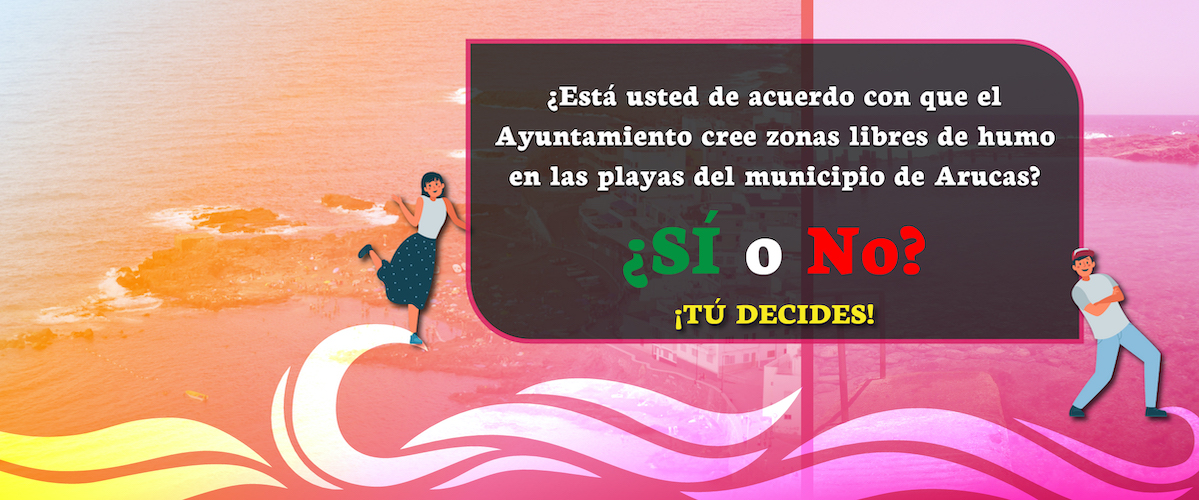 ¿Está usted de acuerdo con que el
Ayuntamiento cree zonas libres de humo
en las playas del municipio de Arucas?
¿SÍ o No?
¡TÚ DECIDES!